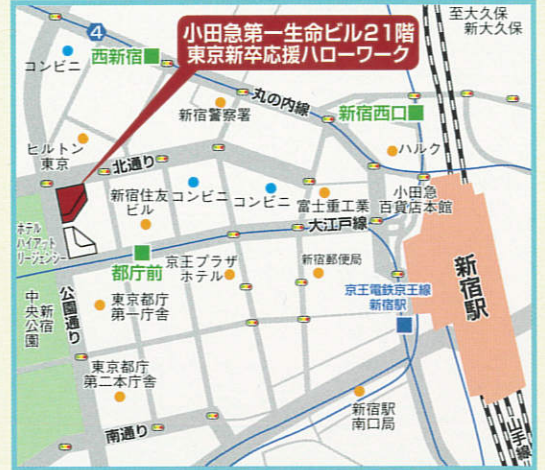 小田急第一生命ビル21階
東京新卒応援ハローワーク
至大久保
新大久保
4
コンビニ
西新宿
丸の内線
新宿警察署
新宿西口
ハルク
ヒルトン
東京
北通り
新宿住友
ビル
コンビニ
コンビニ
富士重工業
小田急
百貨店本館
大江戸線
ホテル
ハイアット
リージェンシー
都庁前
京王プラザ
ホテル
新宿郵便局
京王電鉄京王線
新宿駅
新宿駅
新宿
中央公園
公園通り
東京都庁
第一庁舎
東京都庁
第二本庁舎
新宿駅
南口局
南通り
山手線